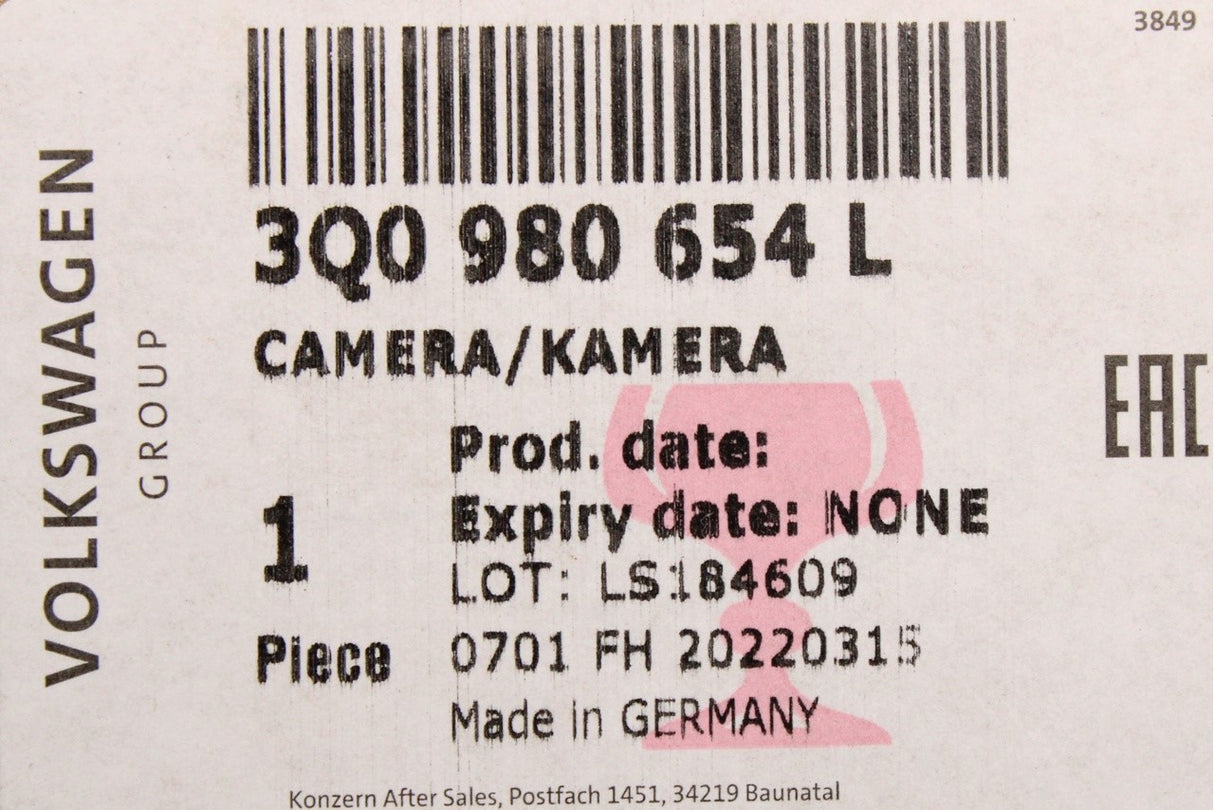 3849
VOLKSWAGEN
GROUP
3Q0 980 654 L
CAMERA/KAMERA
Prod. date:
Expiry date: NONE
LOT: LS184609
1
Piece
0701 FH 20220315
Made in GERMANY
EAC
Konzern After Sales, Postfach 1451, 34219 Baunatal